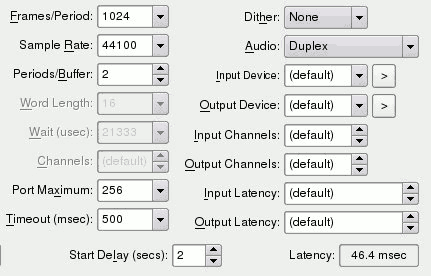 Frames/Period: 1024
Dither: None
Sample Rate: 44100
Audio: Duplex
Periods/Buffer: 2
Input Device: (default) >
Word Length: 16
Output Device: (default) >
Wait (usec): 21333
Input Channels: (default)
Channels: (default)
Output Channels: (default)
Port Maximum: 256
Input Latency: (default)
Timeout (msec): 500
Output Latency: (default)
Start Delay (secs): 2
Latency: 46.4 msec